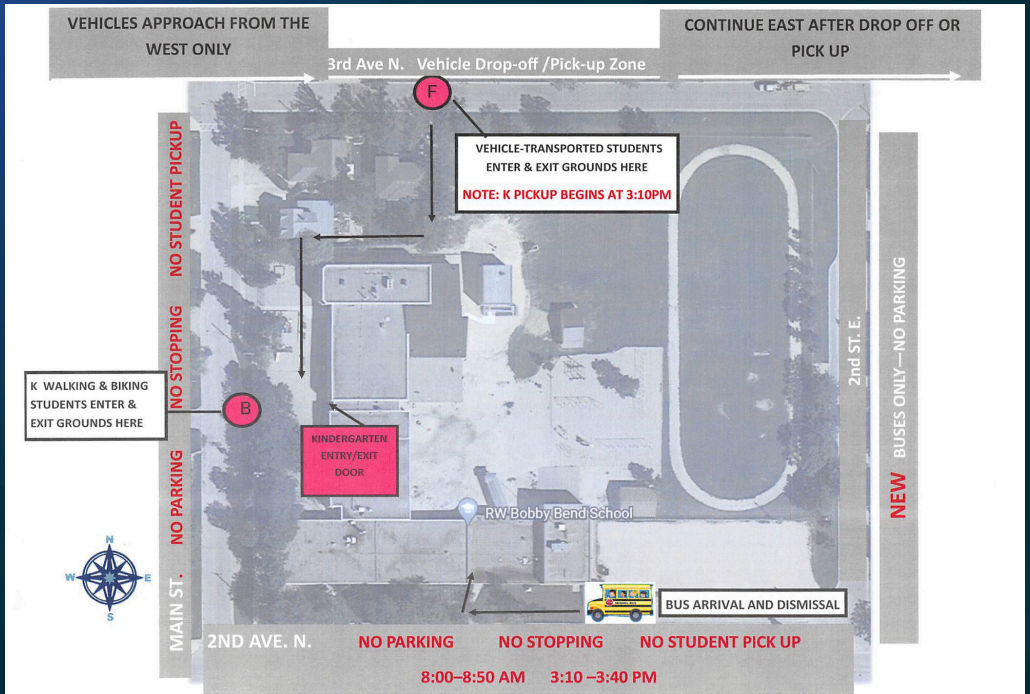 VEHICLES APPROACH FROM THE
WEST ONLY
CONTINUE EAST AFTER DROP OFF OR
PICK UP
3rd Ave N. Vehicle Drop-off /Pick-up Zone
F
VEHICLE-TRANSPORTED STUDENTS
ENTER & EXIT GROUNDS HERE
NOTE: K PICKUP BEGINS AT 3:10PM
MAIN ST. NO PARKING NO STOPPING NO STUDENT PICKUP
2nd ST. E.
NEW BUSES ONLY—NO PARKING
K WALKING & BIKING
STUDENTS ENTER &
EXIT GROUNDS HERE
B
KINDERGARTEN
ENTRY/EXIT
DOOR
RW Bobby Bend School
N
W E
S
BUS ARRIVAL AND DISMISSAL
2ND AVE. N. NO PARKING NO STOPPING NO STUDENT PICK UP
8:00–8:50 AM 3:10 –3:40 PM